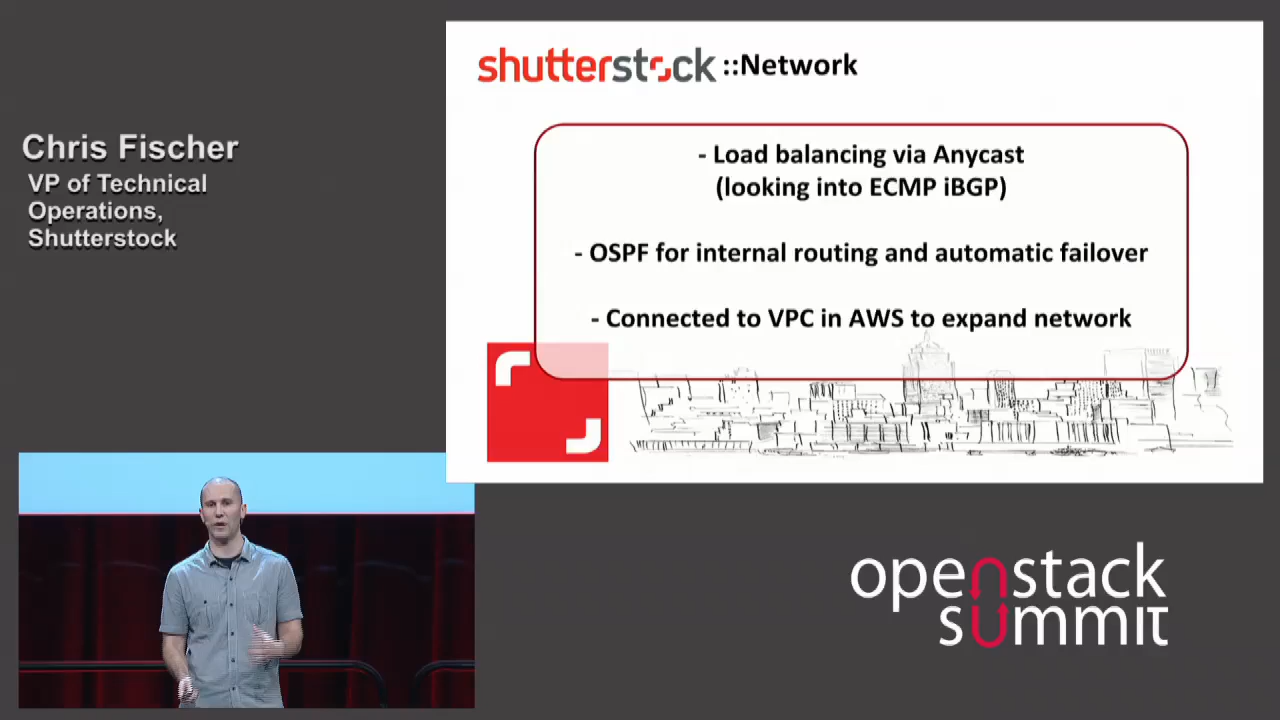 shutterstock ::Network
Chris Fischer
VP of Technical
Operations,
Shutterstock
- Load balancing via Anycast
(looking into ECMP iBGP)
- OSPF for internal routing and automatic failover
- Connected to VPC in AWS to expand network
openstack
summit